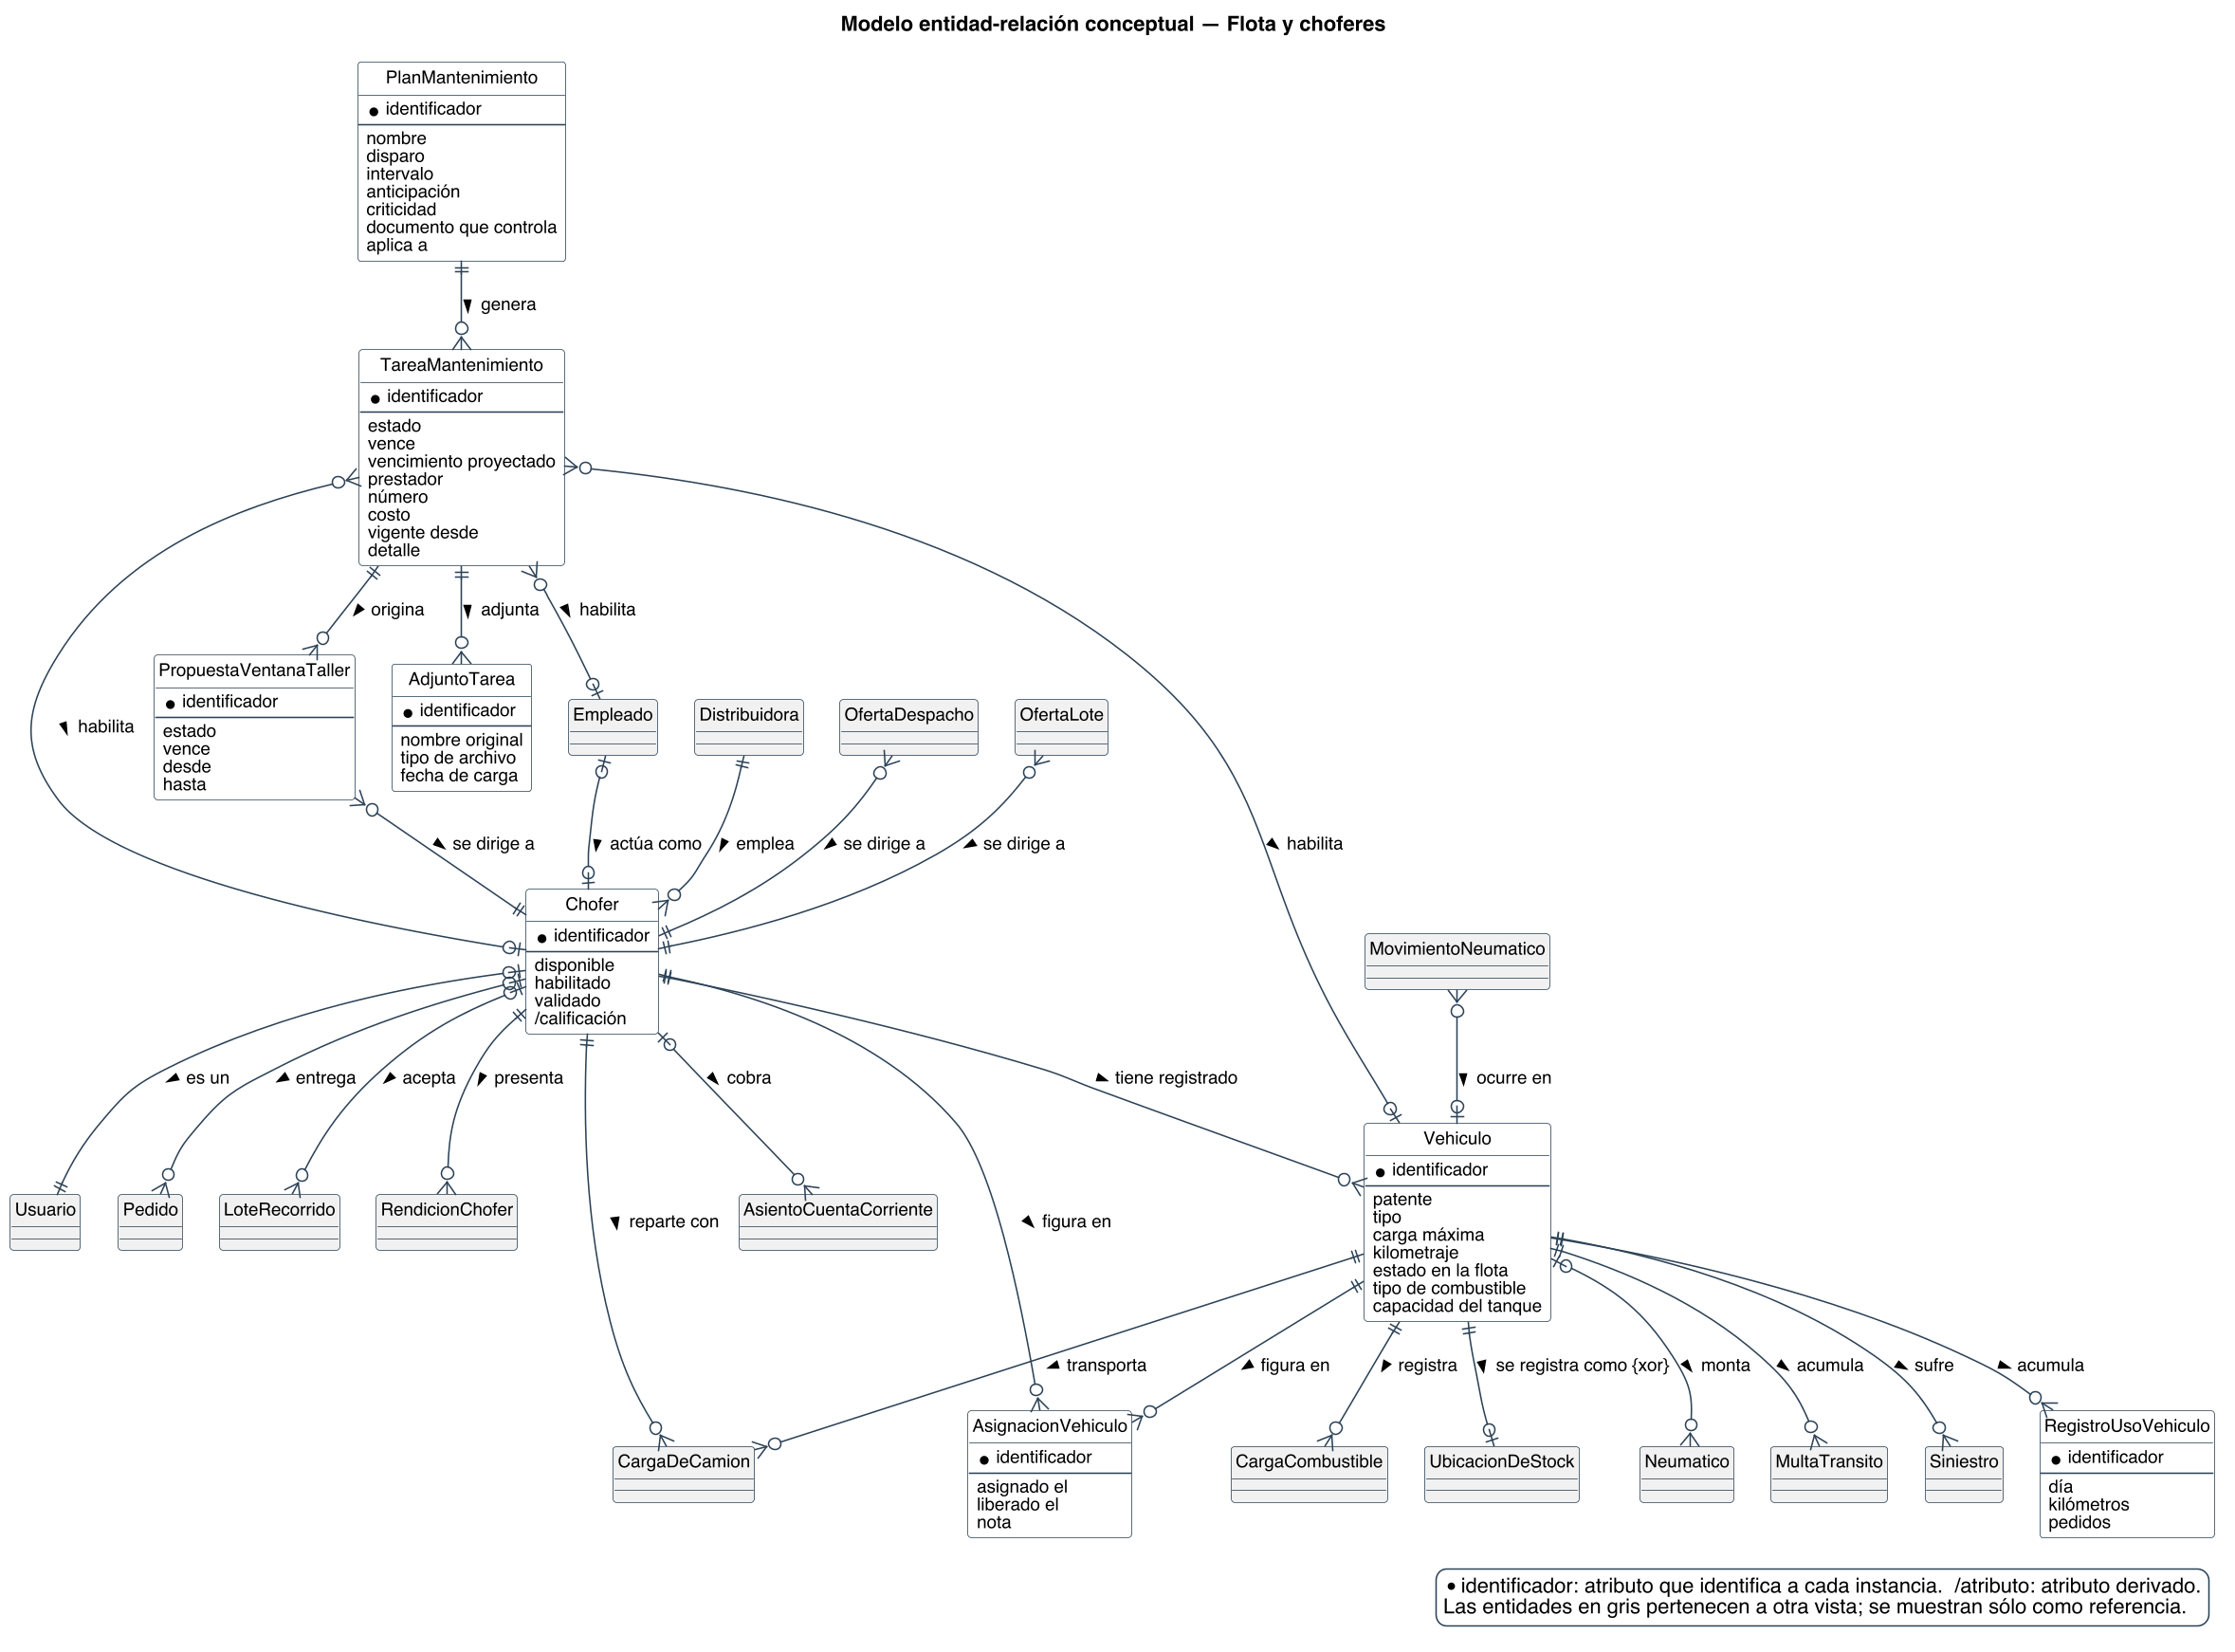 Modelo entidad-relación conceptual — Flota y choferes
PlanMantenimiento
identificador
nombre
disparo
intervalo
anticipación
criticidad
documento que controla
aplica a
genera
TareaMantenimiento
identificador
estado
vence
vencimiento proyectado
prestador
número
costo
vigente desde
detalle
origina
adjunta
habilita
habilita
habilita
PropuestaVentanaTaller
identificador
estado
vence
desde
hasta
AdjuntoTarea
identificador
nombre original
tipo de archivo
fecha de carga
Empleado
Distribuidora
OfertaDespacho
OfertaLote
se dirige a
actúa como
emplea
se dirige a
se dirige a
Chofer
identificador
disponible
habilitado
validado
/calificación
MovimientoNeumatico
es un
entrega
acepta
presenta
cobra
tiene registrado
ocurre en
Usuario
Pedido
LoteRecorrido
RendicionChofer
reparte con
AsientoCuentaCorriente
figura en
Vehiculo
identificador
patente
tipo
carga máxima
kilometraje
estado en la flota
tipo de combustible
capacidad del tanque
transporta
figura en
registra
se registra como {xor}
monta
acumula
sufre
acumula
CargaDeCamion
AsignacionVehiculo
identificador
asignado el
liberado el
nota
CargaCombustible
UbicacionDeStock
Neumatico
MultaTransito
Siniestro
RegistroUsoVehiculo
identificador
día
kilómetros
pedidos
● identificador: atributo que identifica a cada instancia. /atributo: atributo derivado.
Las entidades en gris pertenecen a otra vista; se muestran sólo como referencia.